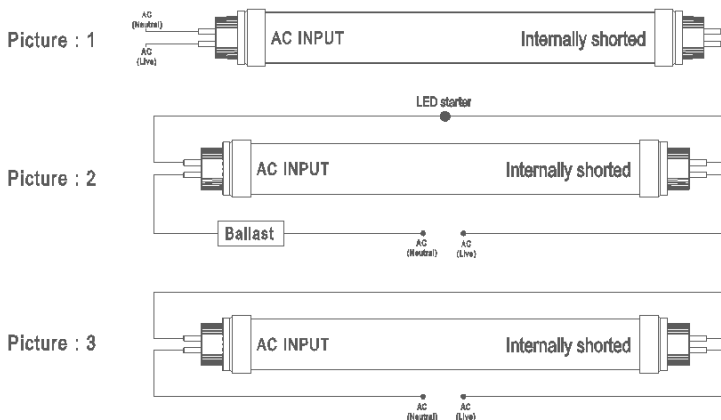 AC
(Neutral)
Picture : 1
AC INPUT
Internally shorted
AC
(Live)
LED starter
Picture : 2
AC INPUT
Internally shorted
Ballast
AC
(Neutral)
AC
(Live)
Picture : 3
AC INPUT
Internally shorted
AC
(Neutral)
AC
(Live)